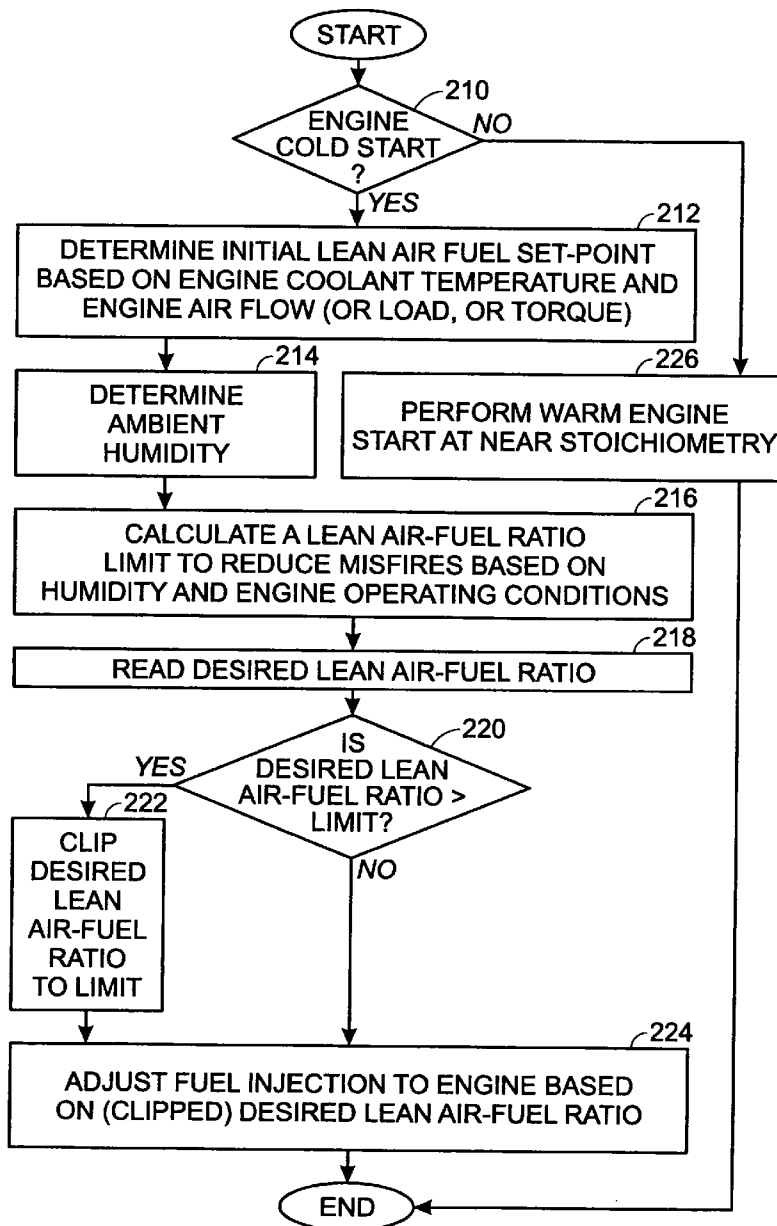 START
210
ENGINE
COLD START
?
NO
YES
212
DETERMINE INITIAL LEAN AIR FUEL SET-POINT
BASED ON ENGINE COOLANT TEMPERATURE AND
ENGINE AIR FLOW (OR LOAD, OR TORQUE)
214
DETERMINE
AMBIENT
HUMIDITY
226
PERFORM WARM ENGINE
START AT NEAR STOICHIOMETRY
216
CALCULATE A LEAN AIR-FUEL RATIO
LIMIT TO REDUCE MISFIRES BASED ON
HUMIDITY AND ENGINE OPERATING CONDITIONS
218
READ DESIRED LEAN AIR-FUEL RATIO
220
IS
DESIRED LEAN
AIR-FUEL RATIO >
LIMIT?
YES
NO
222
CLIP
DESIRED
LEAN
AIR-FUEL
RATIO
TO LIMIT
224
ADJUST FUEL INJECTION TO ENGINE BASED
ON (CLIPPED) DESIRED LEAN AIR-FUEL RATIO
END